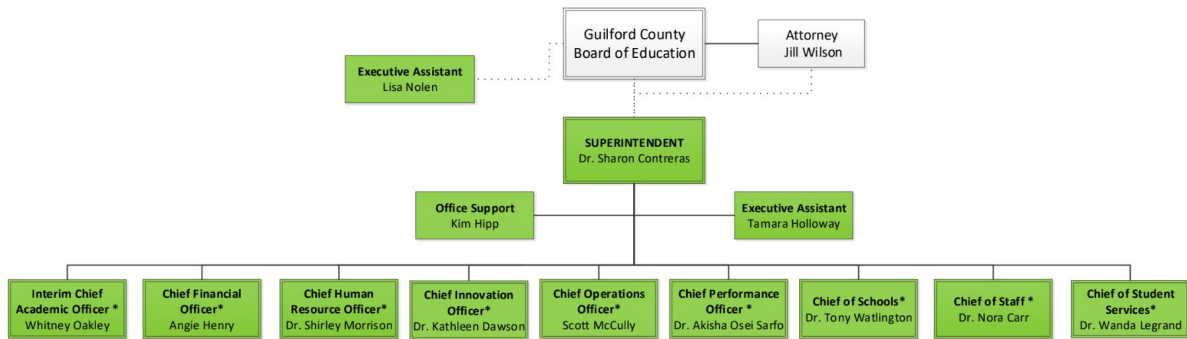 Guilford County
Board of Education
Attorney
Jill Wilson
Executive Assistant
Lisa Nolen
SUPERINTENDENT
Dr. Sharon Contreras
Office Support
Kim Hipp
Executive Assistant
Tamara Holloway
Interim Chief
Academic Officer *
Whitney Oakley
Chief Financial
Officer*
Angie Henry
Chief Human
Resource Officer*
Dr. Shirley Morrison
Chief Innovation
Officer*
Dr. Kathleen Dawson
Chief Operations
Officer*
Scott McCully
Chief Performance
Officer *
Dr. Akisha Osei Sarfo
Chief of Schools*
Dr. Tony Watlington
Chief of Staff *
Dr. Nora Carr
Chief of Student
Services*
Dr. Wanda Legrand